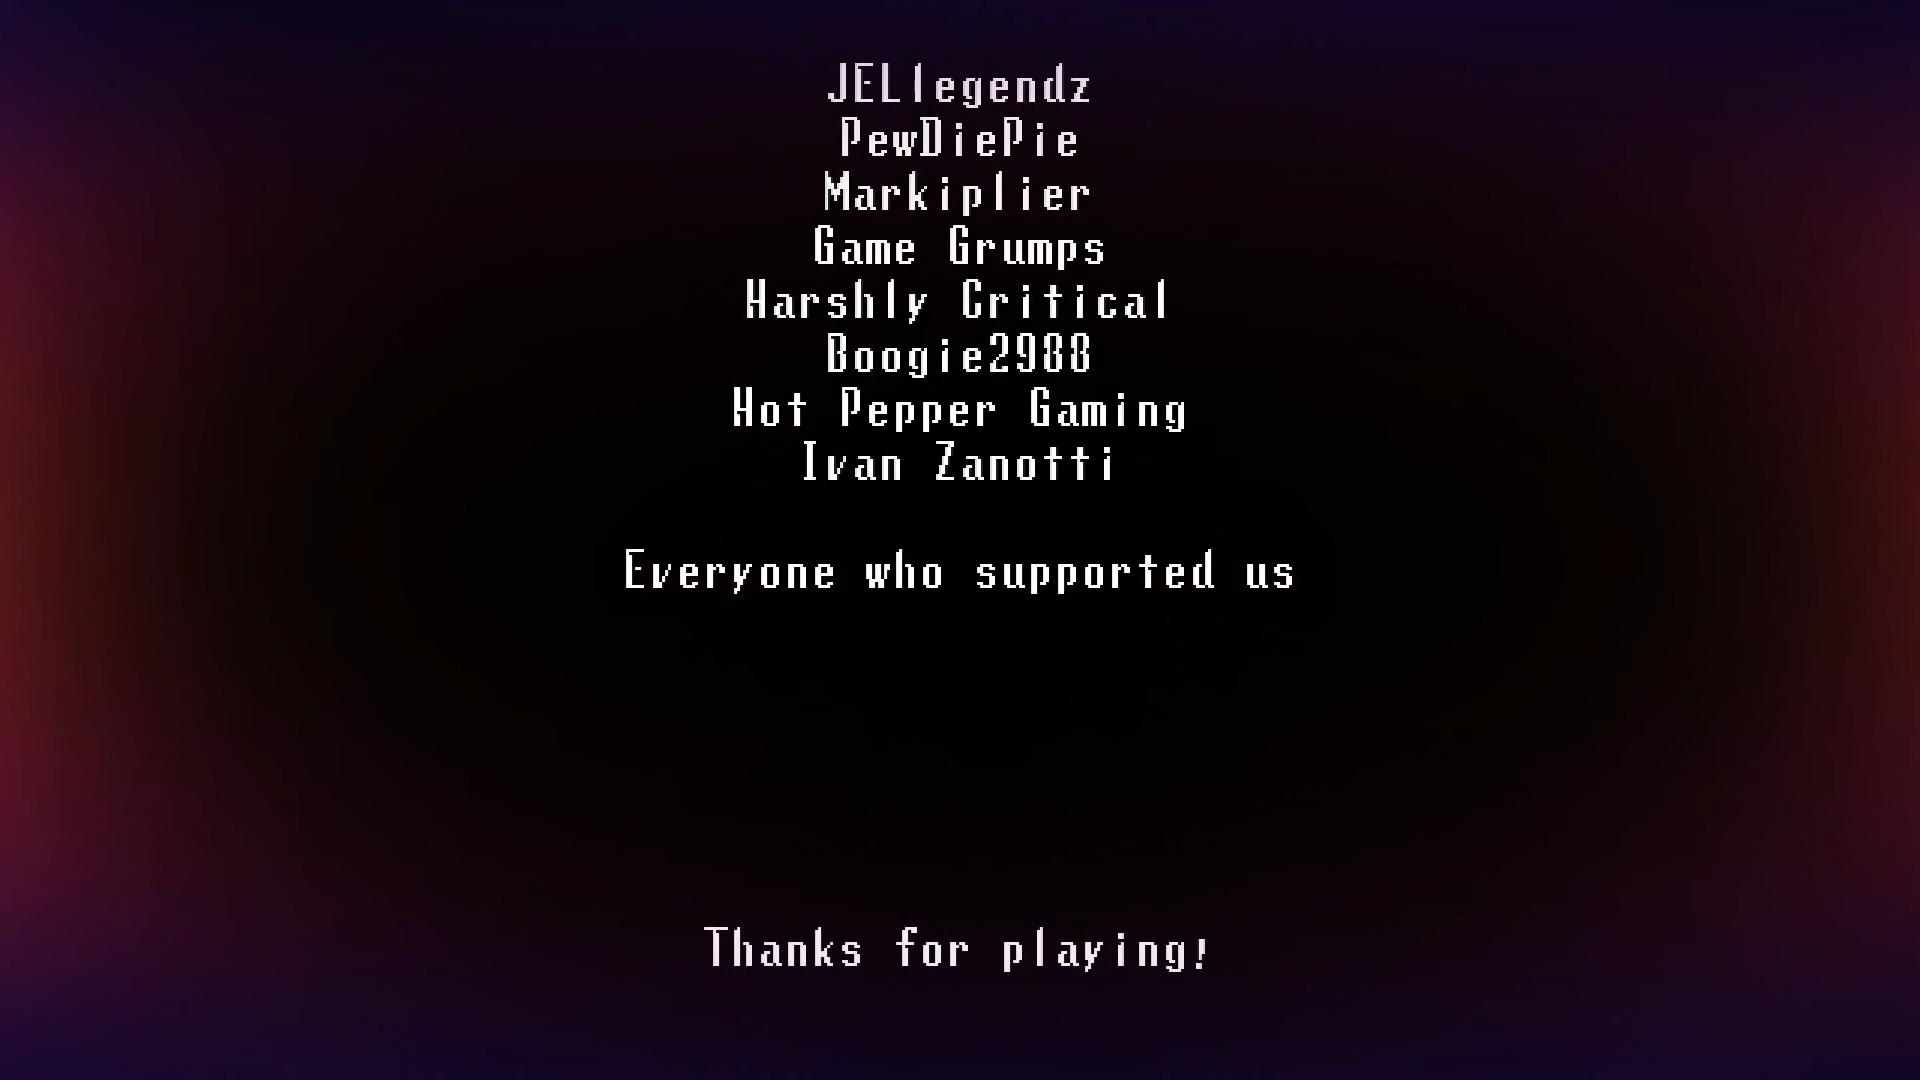 JELlegendz
PewDiePie
Markiplier
Game Grumps
Harshly Critical
Boogie2988
Hot Pepper Gaming
Ivan Zanotti
Everyone who supported us
Thanks for playing!